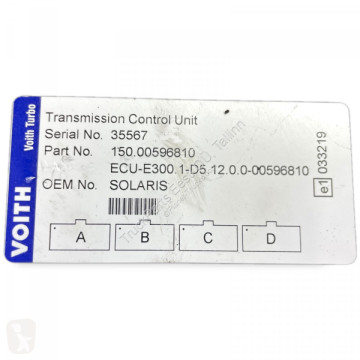 VOITH
Voith Turbo
Transmission Control Unit
Serial No. 35567
Part No. 150.00596810
ECU-E300.1-D5.12.0.0-00596810
OEM No. SOLARIS
e1 033219
A B C D